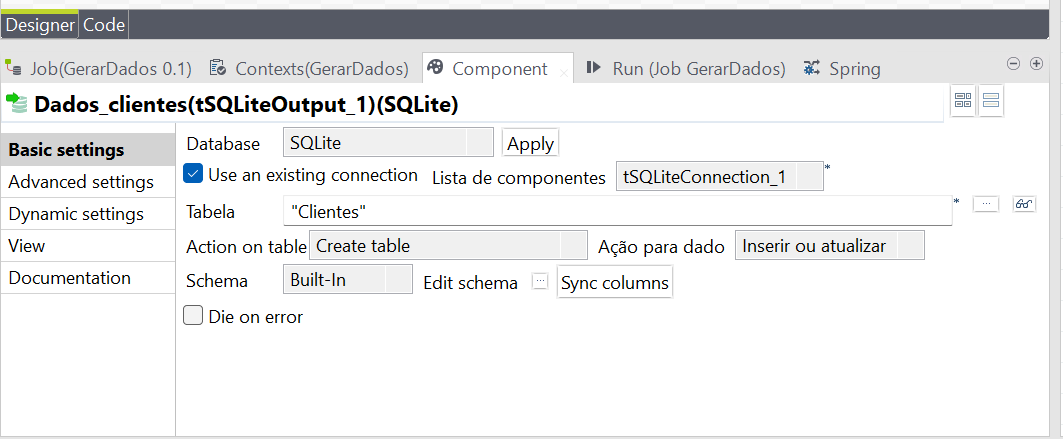 Designer Code
Job(GerarDados 0.1) Contexts(GerarDados) Component Run (Job GerarDados) Spring
Dados_clientes(tSQLiteOutput_1)(SQLite)
Basic settings
Advanced settings
Dynamic settings
View
Documentation
Database SQLite Apply
Use an existing connection Lista de componentes tSQLiteConnection_1 *
Tabela "Clientes" * ...
Action on table Create table Ação para dado Inserir ou atualizar
Schema Built-In Edit schema ... Sync columns
Die on error